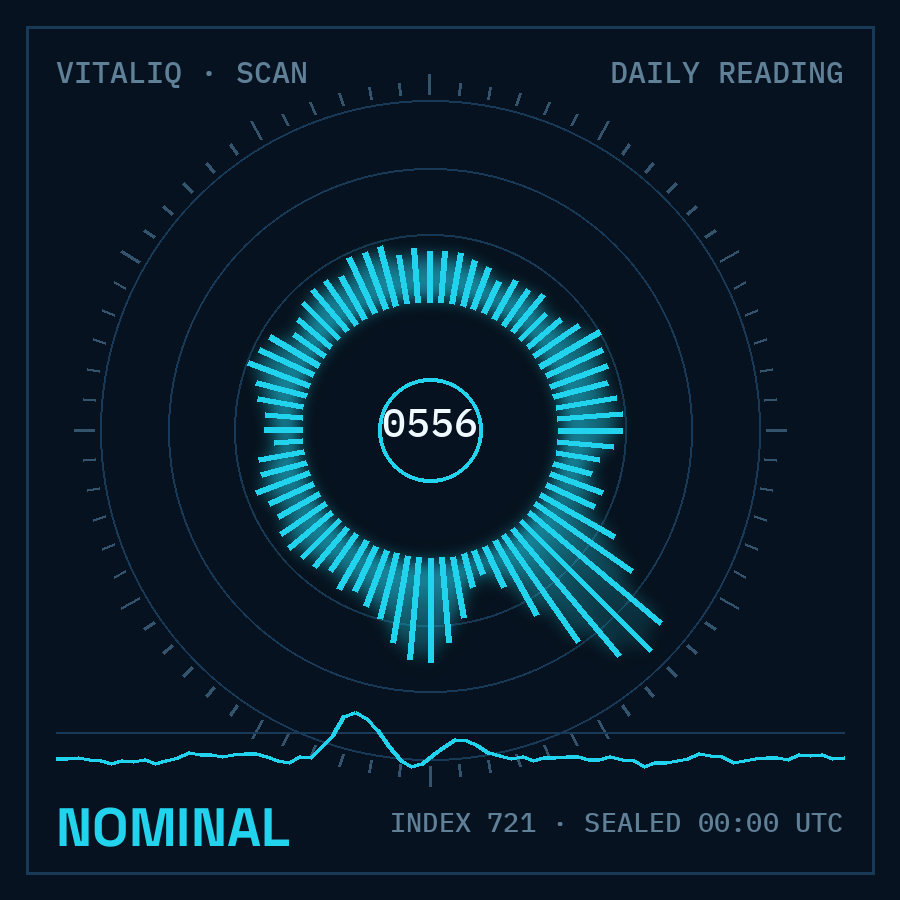 VITALIQ · SCAN
DAILY READING
0556
NOMINAL
INDEX 721 · SEALED 00:00 UTC